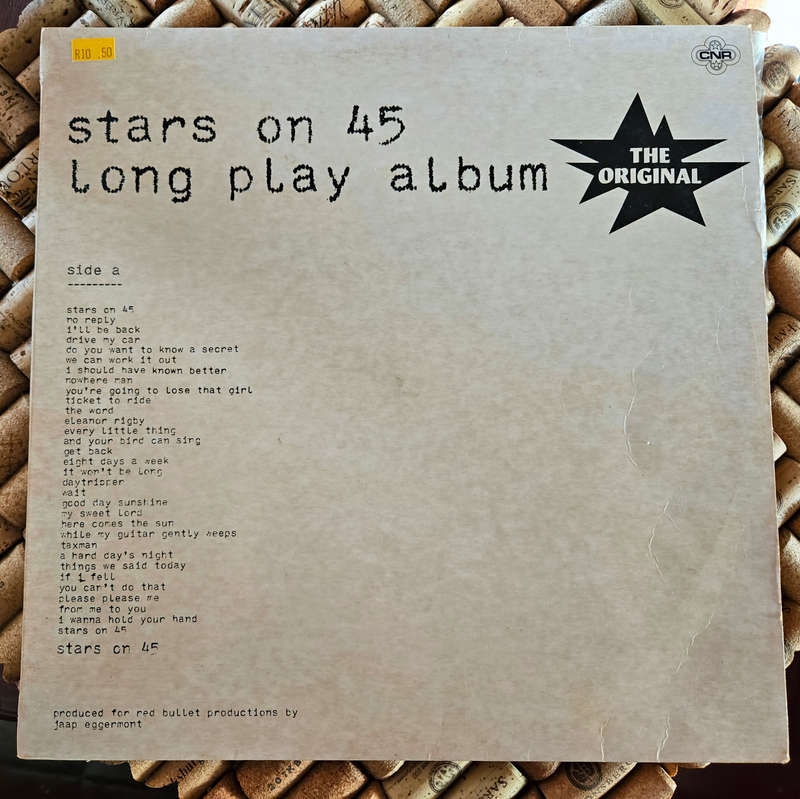 R10.50
CNR
stars on 45
long play album
THE
ORIGINAL
side a
---------
stars on 45
no reply
i'll be back
drive my car
do you want to know a secret
we can work it out
i should have known better
nowhere man
you're going to lose that girl
ticket to ride
the word
eleanor rigby
every little thing
and your bird can sing
get back
eight days a week
it won't be long
daytripper
wait
good day sunshine
my sweet lord
here comes the sun
while my guitar gently weeps
taxman
a hard day's night
things we said today
if i fell
you can't do that
please please me
from me to you
i wanna hold your hand
stars on 45
stars on 45
produced for red bullet productions by
jaap eggermont